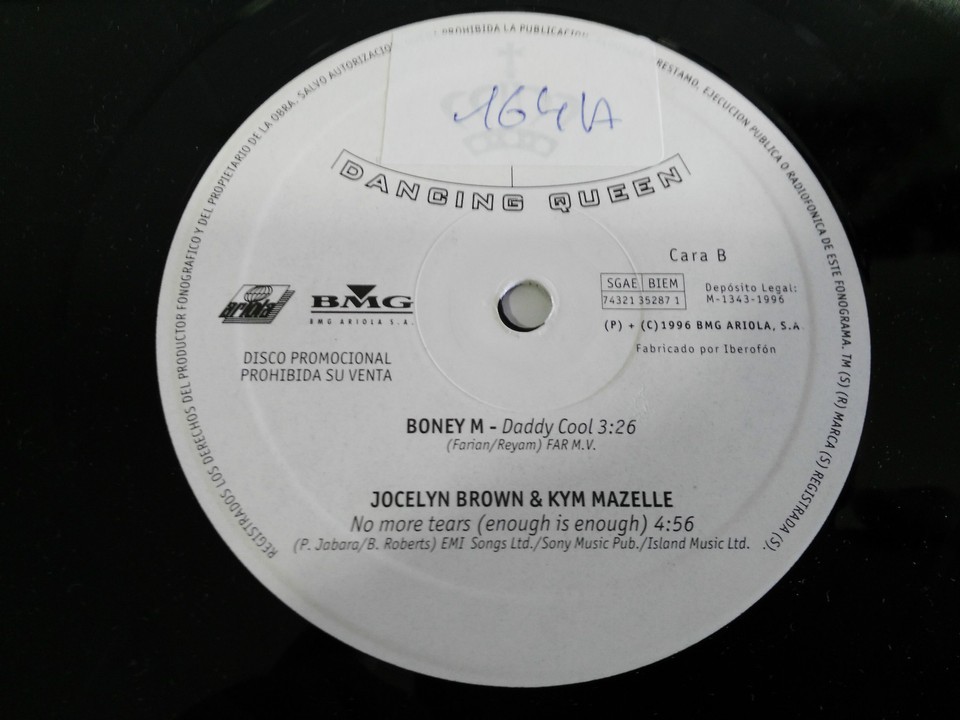 164A
DANCING QUEEN
Cara B
SGAE BIEM
74321 35287 1
Depósito Legal:
M-1343-1996
(P) + (C)1996 BMG ARIOLA, S.A.
Fabricado por Iberofón
ariola
BMG
BMG ARIOLA S.A.
DISCO PROMOCIONAL
PROHIBIDA SU VENTA
BONEY M - Daddy Cool 3:26
(Farian/Reyam) FAR M.V.
JOCELYN BROWN & KYM MAZELLE
No more tears (enough is enough) 4:56
(P. Jabara/B. Roberts) EMI Songs Ltd./Sony Music Pub./Island Music Ltd.
REGISTRADOS LOS DERECHOS DEL PRODUCTOR FONOGRAFICO Y DEL PROPIETARIO DE LA OBRA. SALVO AUTORIZACIO PROHIBIDA LA PUBLICACION RESTAMO, EJECUCION PUBLICA O RADIOFONICA DE ESTE FONOGRAMA. TM (S) (R) MARCA (S) REGISTRADA (S).